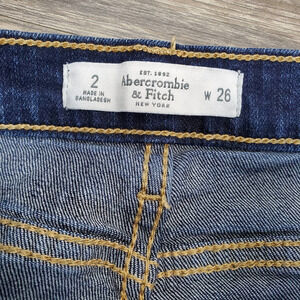 2
MADE IN
BANGLADESH
EST. 1892
Abercrombie
& Fitch
NEW YORK
W 26